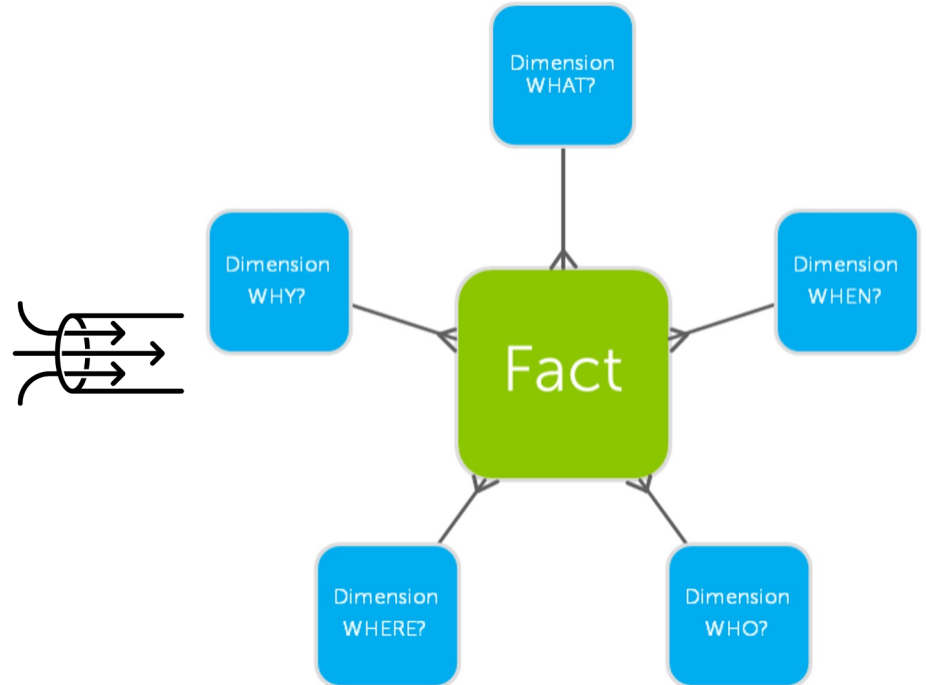 Dimension
WHAT?
Dimension
WHY?
Dimension
WHEN?
Fact
Dimension
WHERE?
Dimension
WHO?